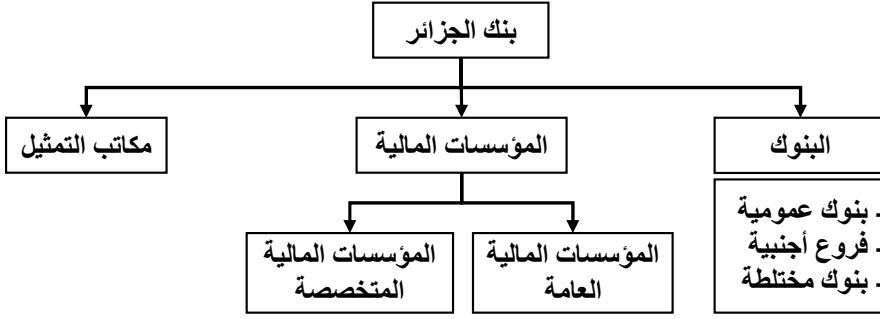 بنك الجزائر
البنوك
المؤسسات المالية
مكاتب التمثيل
- بنوك عمومية
- فروع أجنبية
- بنوك مختلطة
المؤسسات المالية
العامة
المؤسسات المالية
المتخصصة